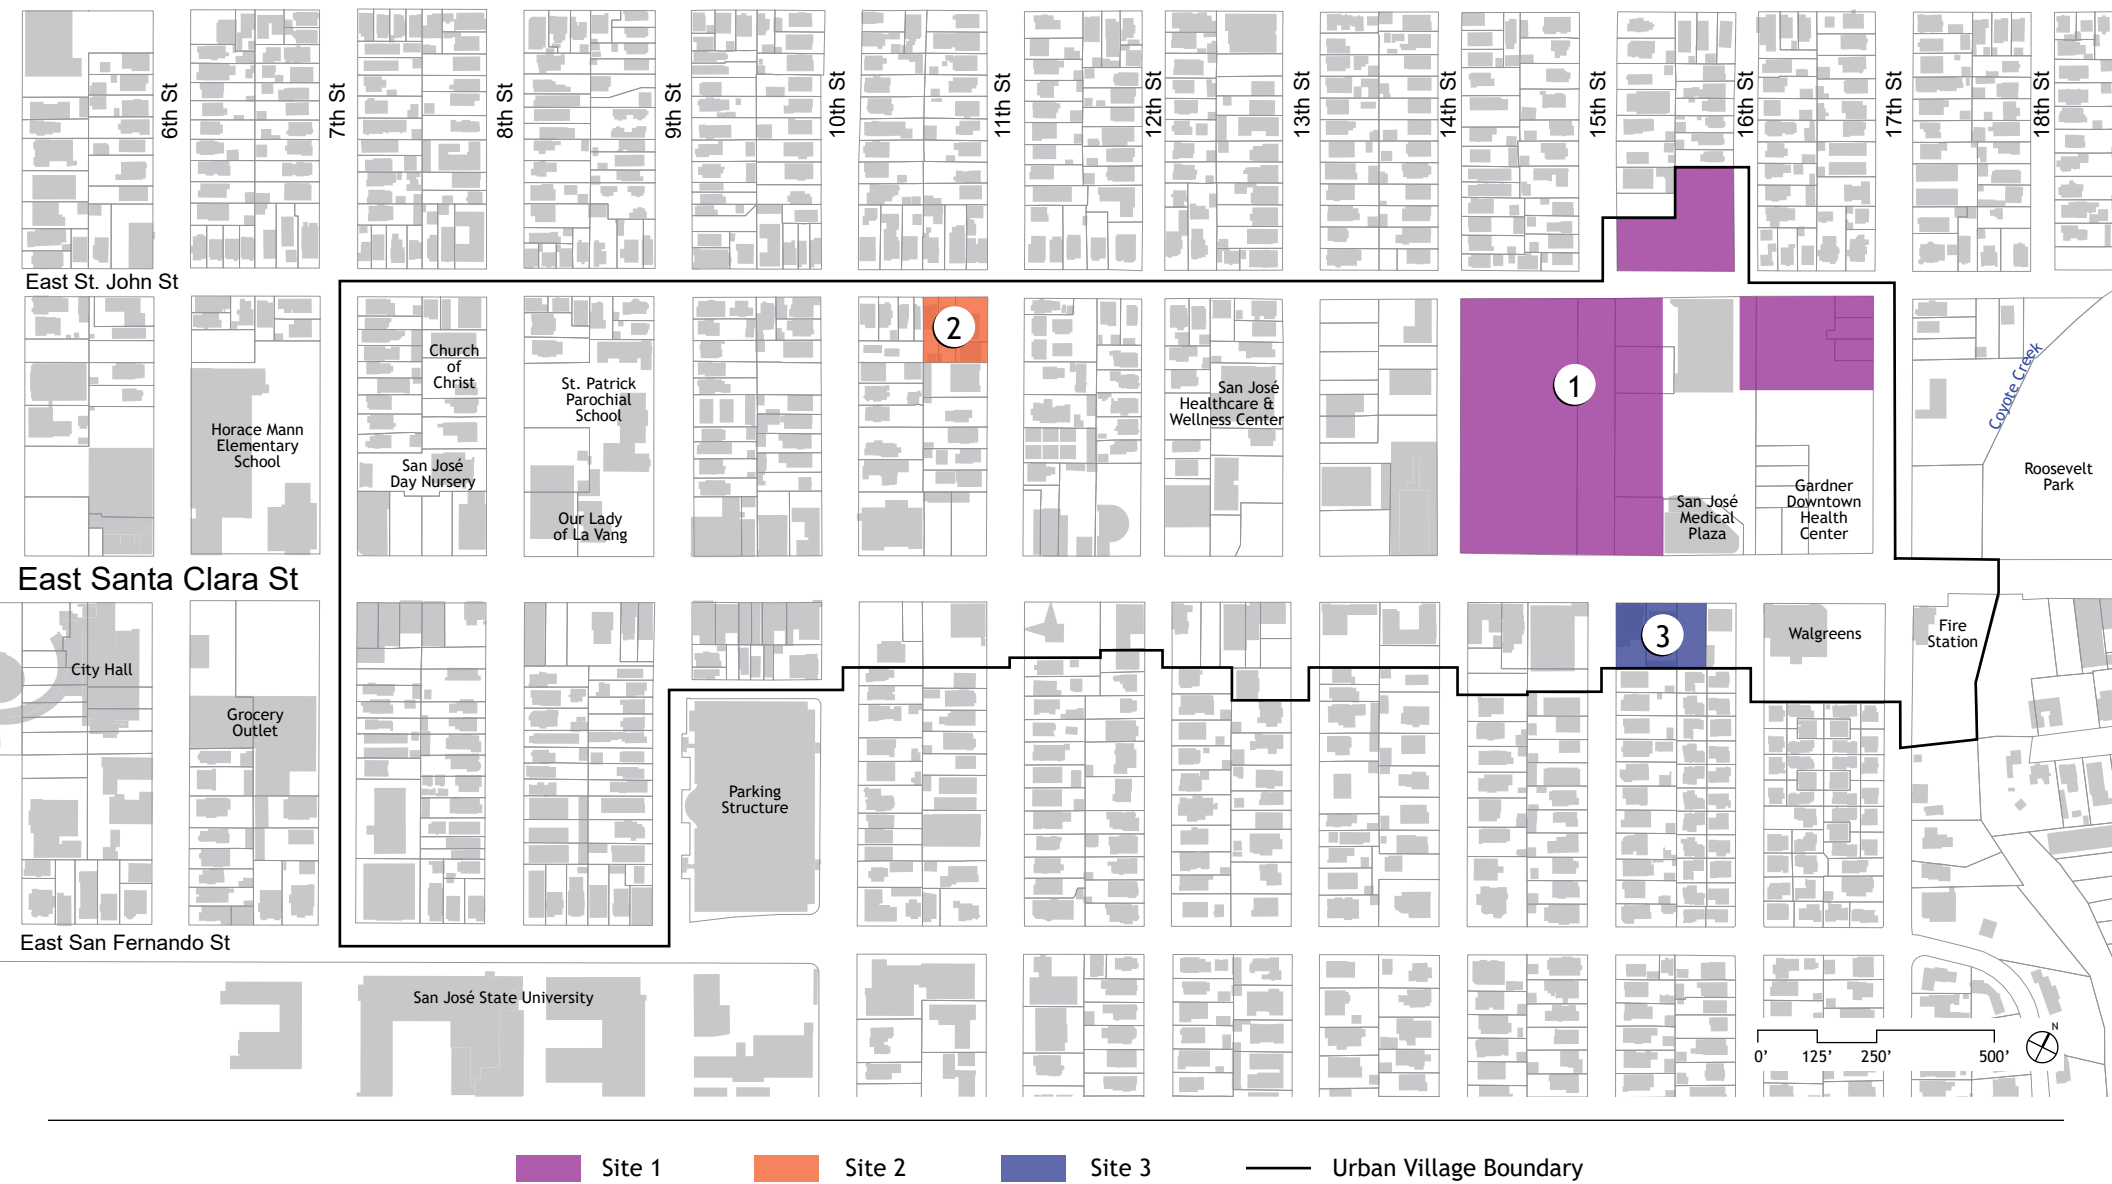 6th St
7th St
8th St
9th St
10th St
11th St
12th St
13th St
14th St
15th St
16th St
17th St
18th St
East St. John St
2
Church
of
Christ
St. Patrick
Parochial
School
San José
Healthcare &
Wellness Center
1
Coyote Creek
Horace Mann
Elementary
School
San José
Day Nursery
Our Lady
of La Vang
San José
Medical
Plaza
Gardner
Downtown
Health
Center
Roosevelt
Park
East Santa Clara St
City Hall
Grocery
Outlet
3
Walgreens
Fire
Station
Parking
Structure
East San Fernando St
San José State University
0’
125’
250’
500’
N
Site 1
Site 2
Site 3
Urban Village Boundary